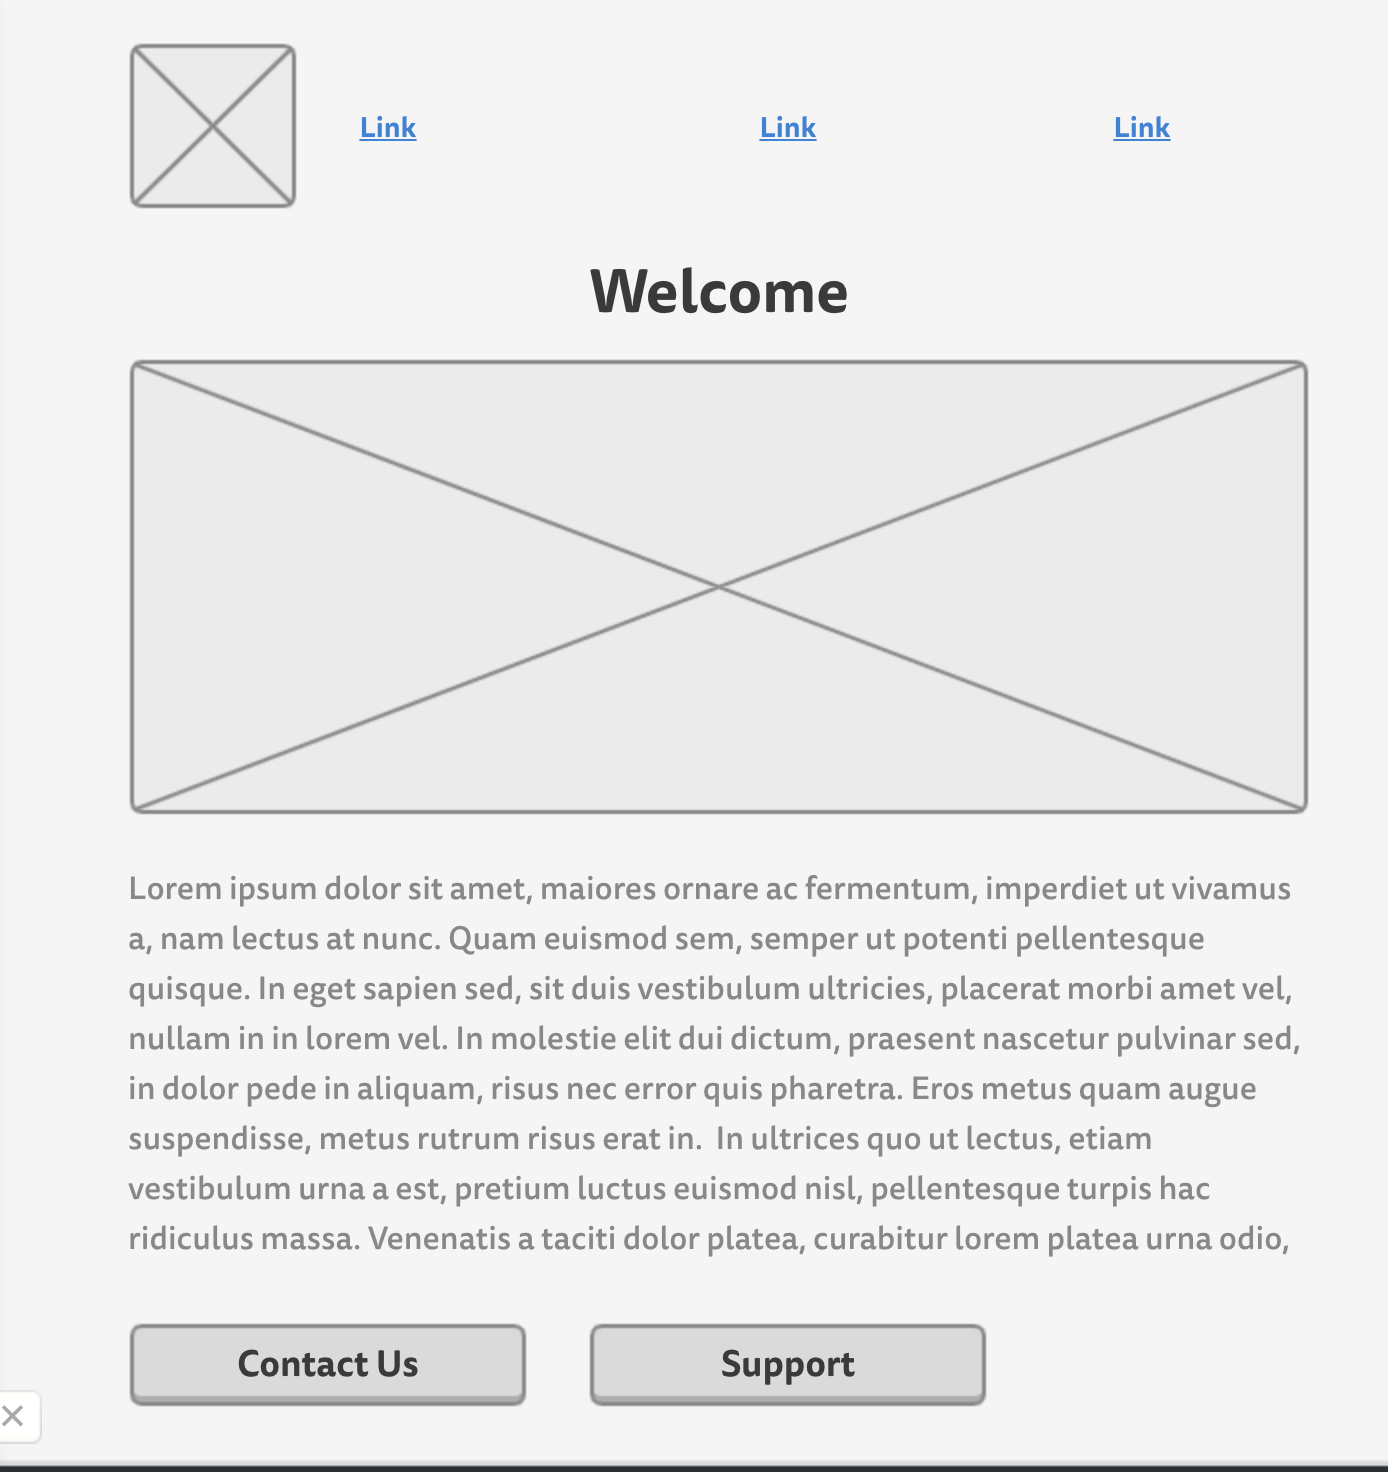 Link Link Link
Welcome
Lorem ipsum dolor sit amet, maiores ornare ac fermentum, imperdiet ut vivamus
a, nam lectus at nunc. Quam euismod sem, semper ut potenti pellentesque
quisque. In eget sapien sed, sit duis vestibulum ultricies, placerat morbi amet vel,
nullam in in lorem vel. In molestie elit dui dictum, praesent nascetur pulvinar sed,
in dolor pede in aliquam, risus nec error quis pharetra. Eros metus quam augue
suspendisse, metus rutrum risus erat in.  In ultrices quo ut lectus, etiam
vestibulum urna a est, pretium luctus euismod nisl, pellentesque turpis hac
ridiculus massa. Venenatis a taciti dolor platea, curabitur lorem platea urna odio,
Contact Us Support